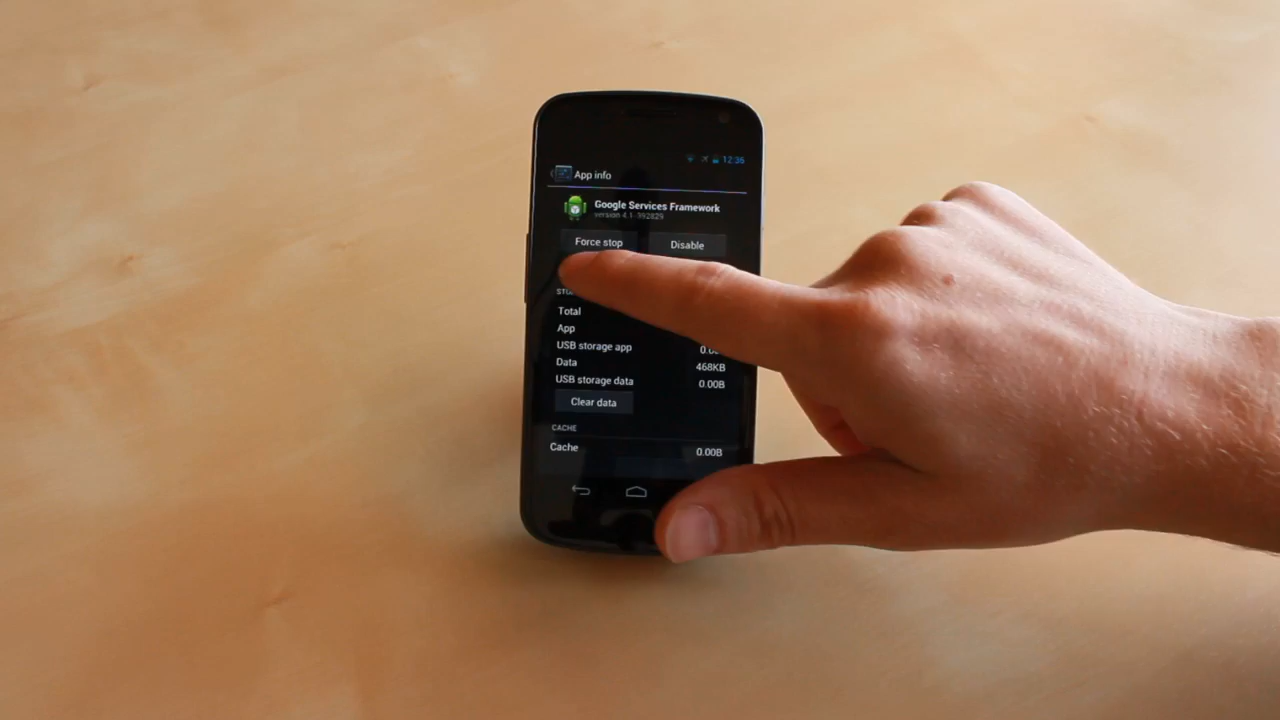 12:36
App info
Google Services Framework
version 4.1-392829
Force stop
Disable
Total
App
USB storage app
Data
468KB
USB storage data
0.00B
Clear data
CACHE
Cache
0.00B